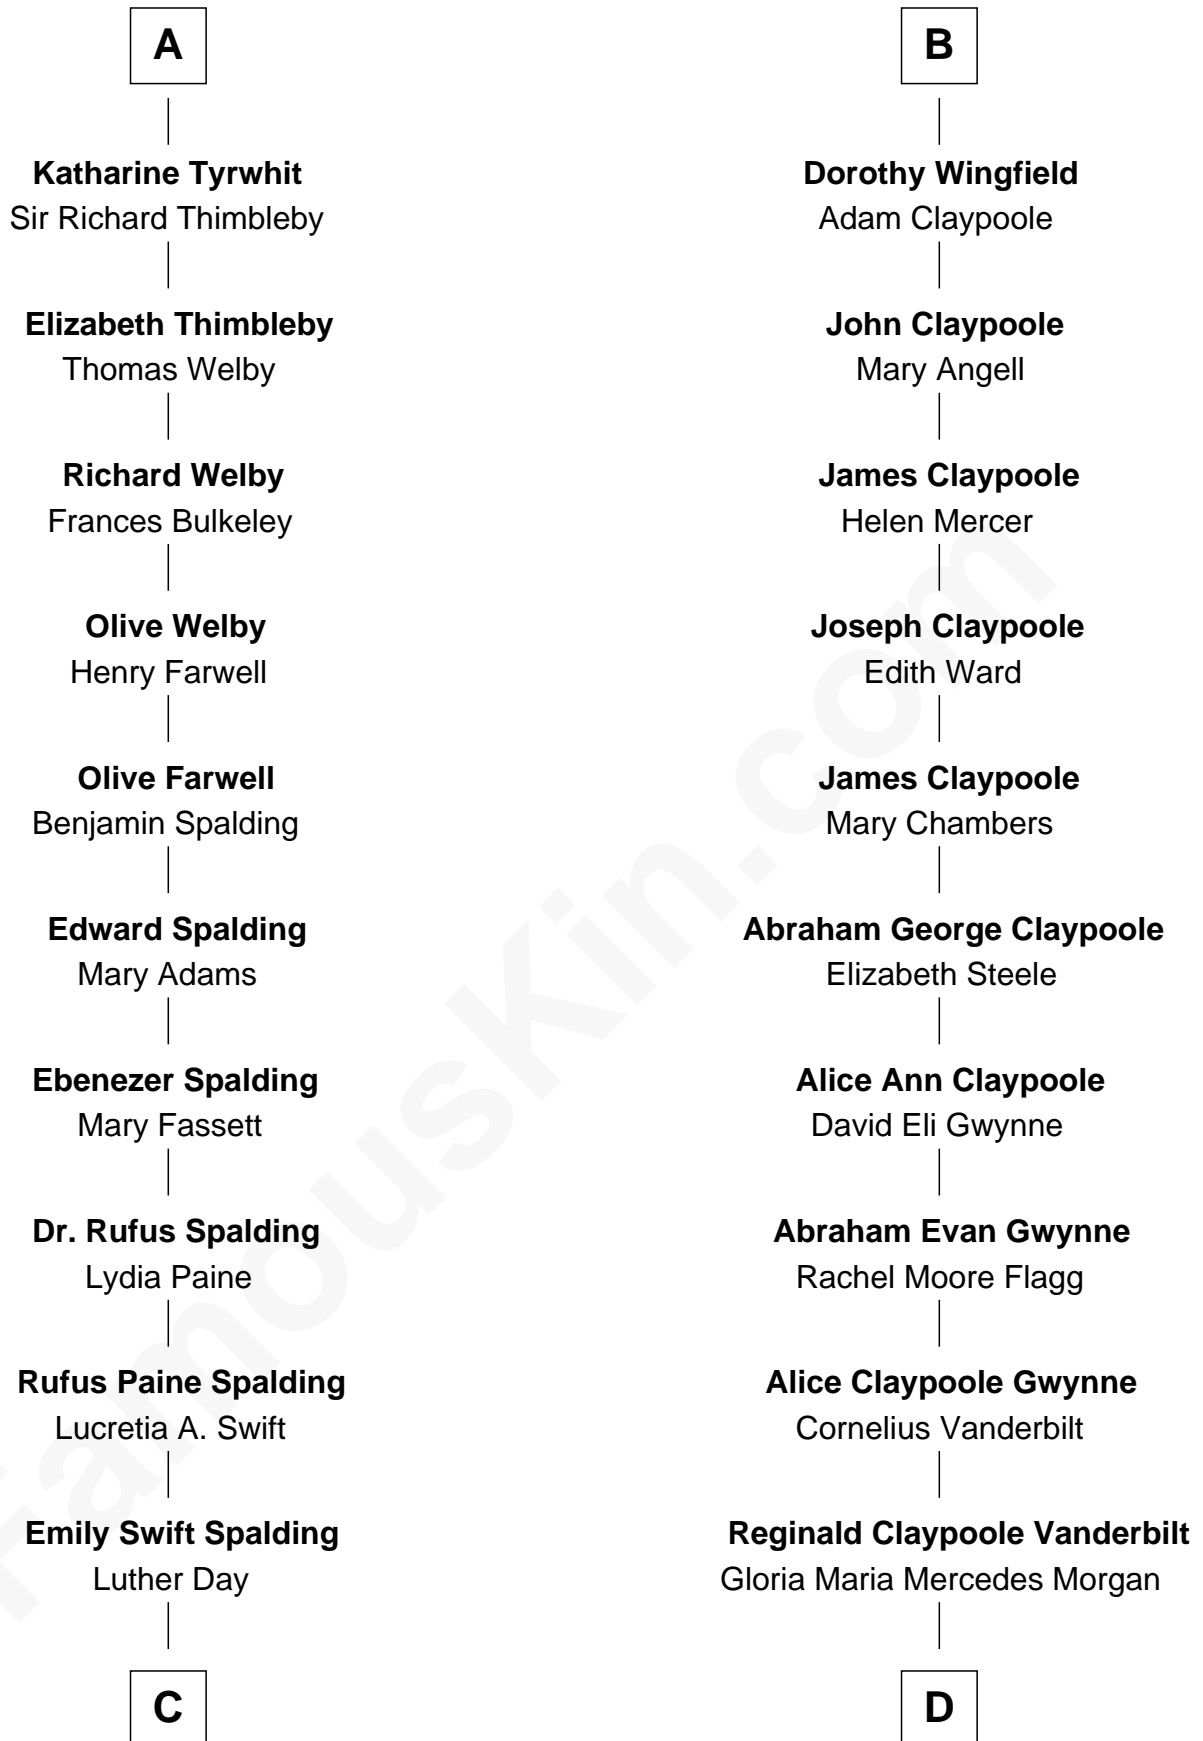 A
Katharine Tyrwhit
Sir Richard Thimbleby
Elizabeth Thimbleby
Thomas Welby
Richard Welby
Frances Bulkeley
Olive Welby
Henry Farwell
Olive Farwell
Benjamin Spalding
Edward Spalding
Mary Adams
Ebenezer Spalding
Mary Fassett
Dr. Rufus Spalding
Lydia Paine
Rufus Paine Spalding
Lucretia A. Swift
Emily Swift Spalding
Luther Day
C
B
Dorothy Wingfield
Adam Claypoole
John Claypoole
Mary Angell
James Claypoole
Helen Mercer
Joseph Claypoole
Edith Ward
James Claypoole
Mary Chambers
Abraham George Claypoole
Elizabeth Steele
Alice Ann Claypoole
David Eli Gwynne
Abraham Evan Gwynne
Rachel Moore Flagg
Alice Claypoole Gwynne
Cornelius Vanderbilt
Reginald Claypoole Vanderbilt
Gloria Maria Mercedes Morgan
D
FamousKin.com